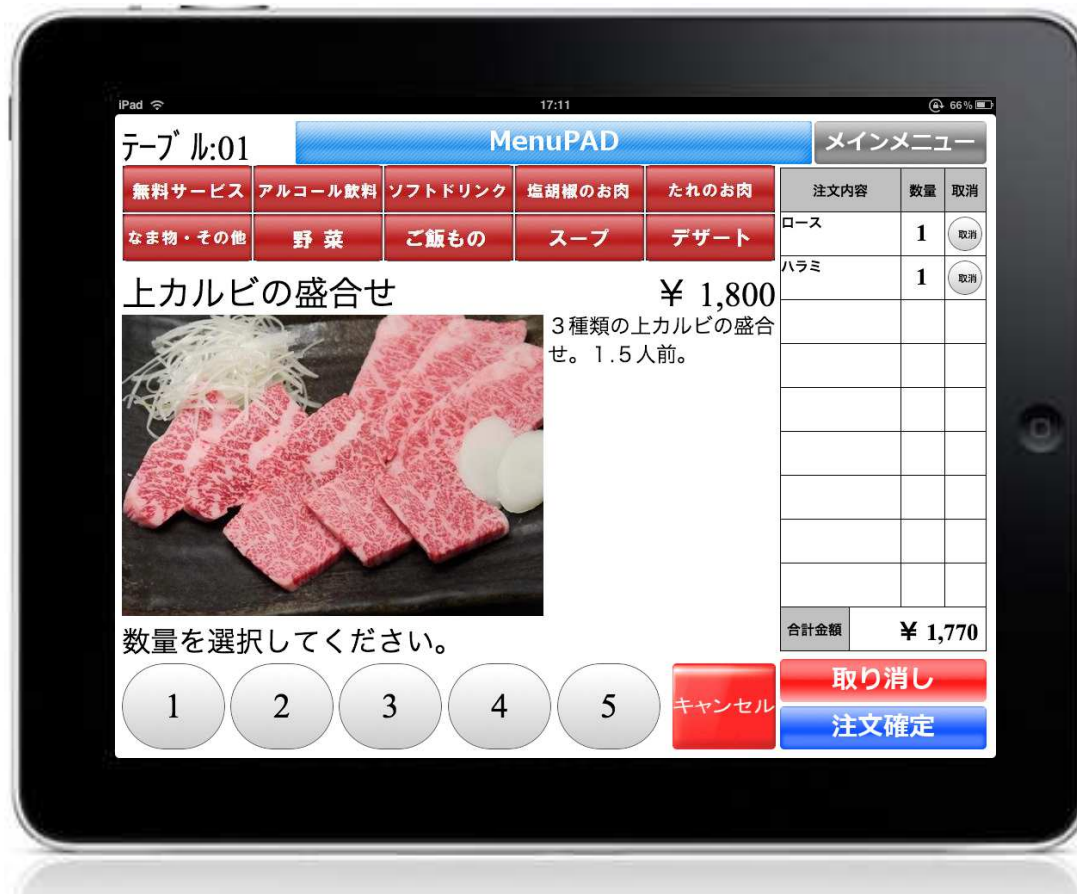 iPad 17:11 66%
テーブル:01 MenuPAD メインメニュー
無料サービス アルコール飲料 ソフトドリンク 塩胡椒のお肉 たれのお肉
なま物・その他 野 菜 ご飯もの スープ デザート
注文内容 数量 取消
ロース 1 取消
ハラミ 1 取消
上カルビの盛合せ ¥ 1,800
3種類の上カルビの盛合
せ。1.5人前。
合計金額 ¥ 1,770
数量を選択してください。
1 2 3 4 5 キャンセル
取り消し
注文確定